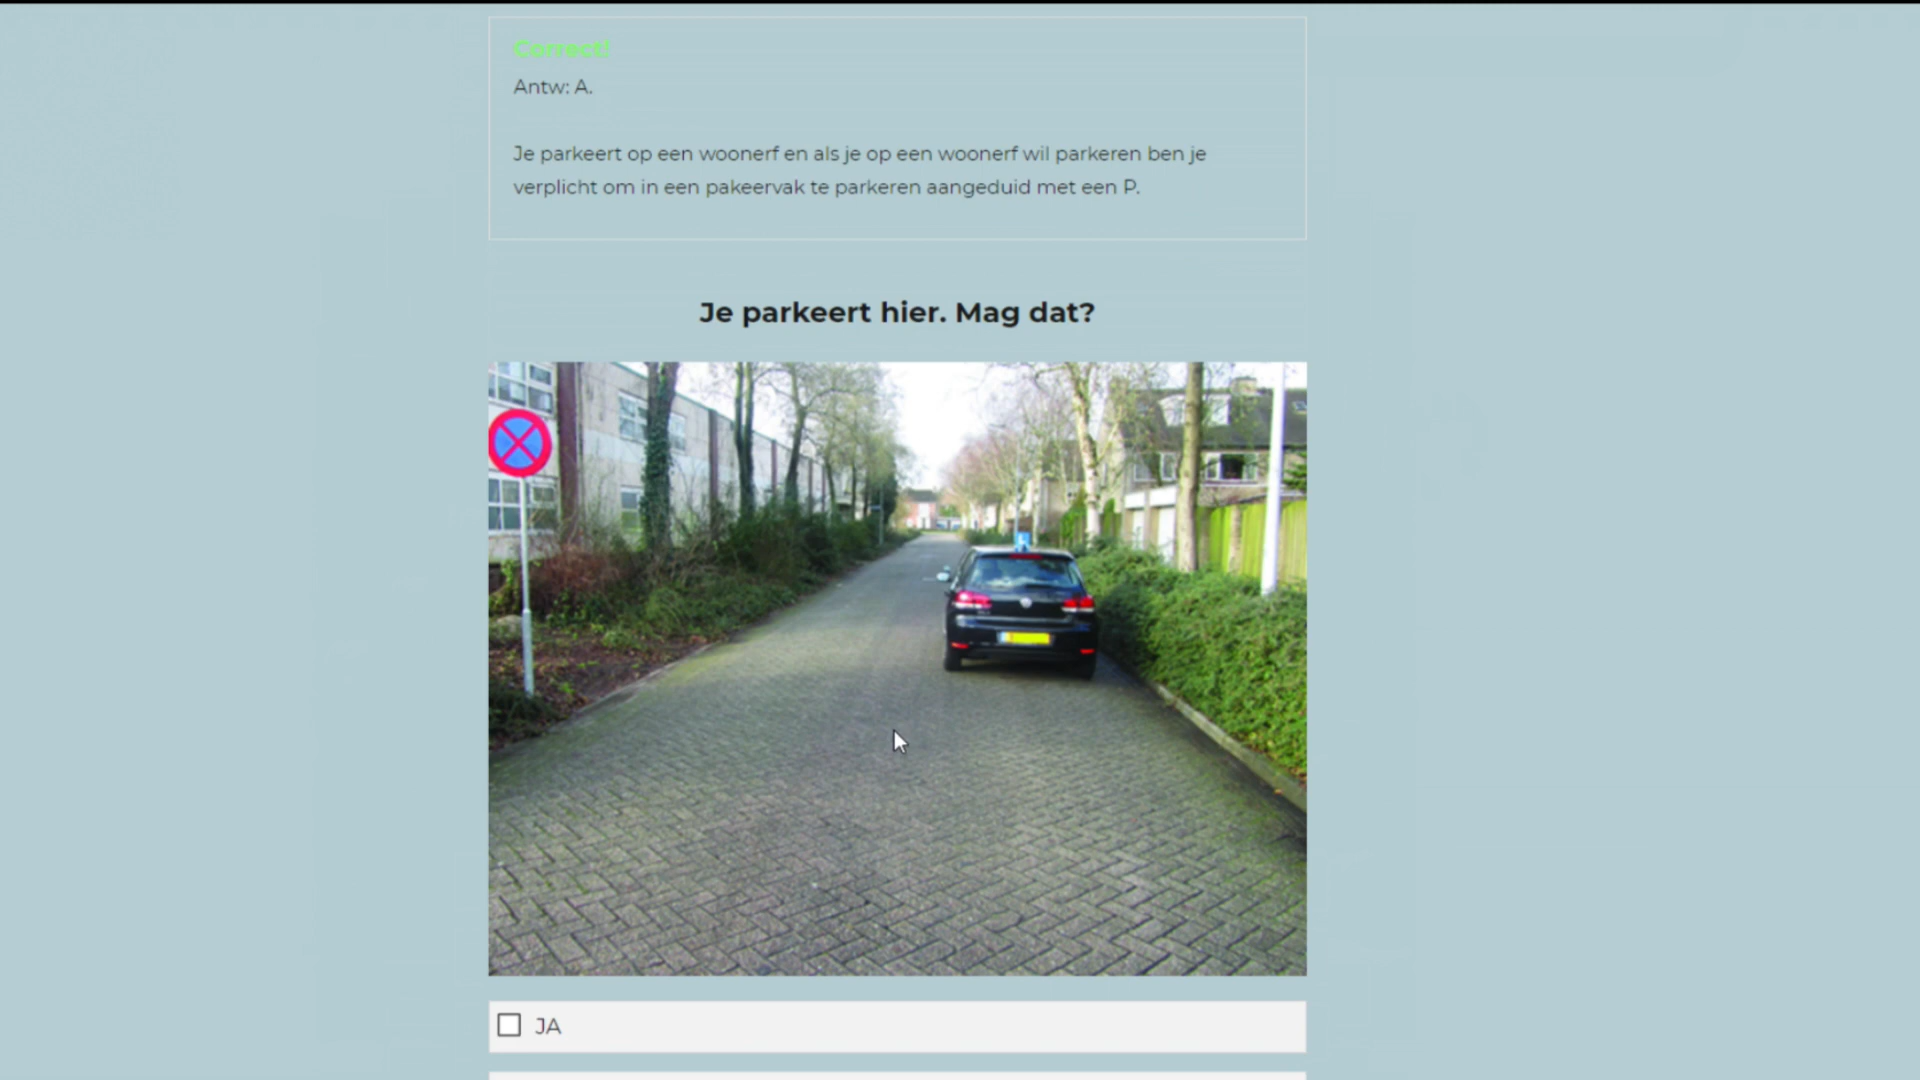 Correct!
Antw: A.
Je parkeert op een woonerf en als je op een woonerf wil parkeren ben je
verplicht om in een pakeervak te parkeren aangeduid met een P.
Je parkeert hier. Mag dat?
L
JA